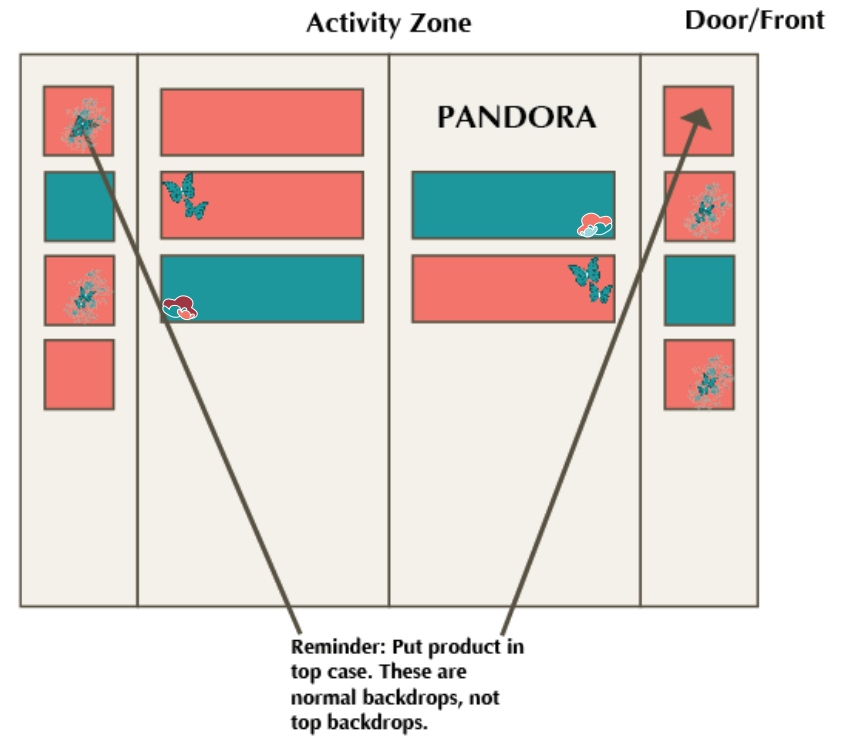 Activity Zone
Door/Front
PANDORA
Reminder: Put product in
top case. These are
normal backdrops, not
top backdrops.